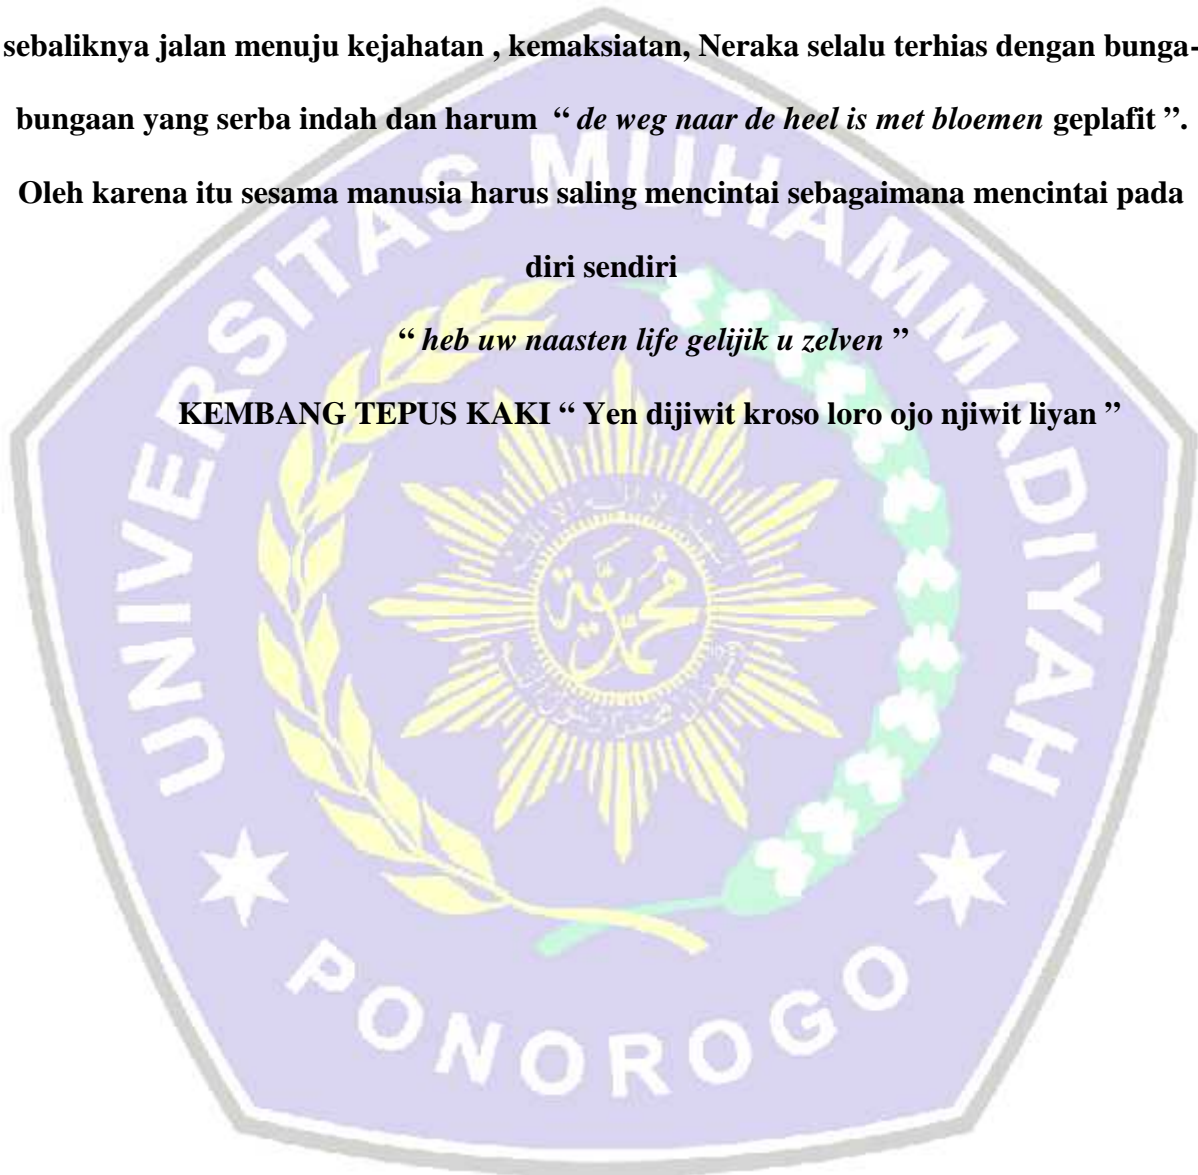 sebaliknya jalan menuju kejahatan , kemaksiatan, Neraka selalu terhias dengan bunga-
bungaan yang serba indah dan harum “ de weg naar de heel is met bloemen geplafit ”.
Oleh karena itu sesama manusia harus saling mencintai sebagaimana mencintai pada
diri sendiri
“ heb uw naasten life gelijik u zelven ”
KEMBANG TEPUS KAKI “ Yen dijiwit kroso loro ojo njiwit liyan ”
UNIVERSITAS MUHAMMADIYAH
PONOROGO
محمدية